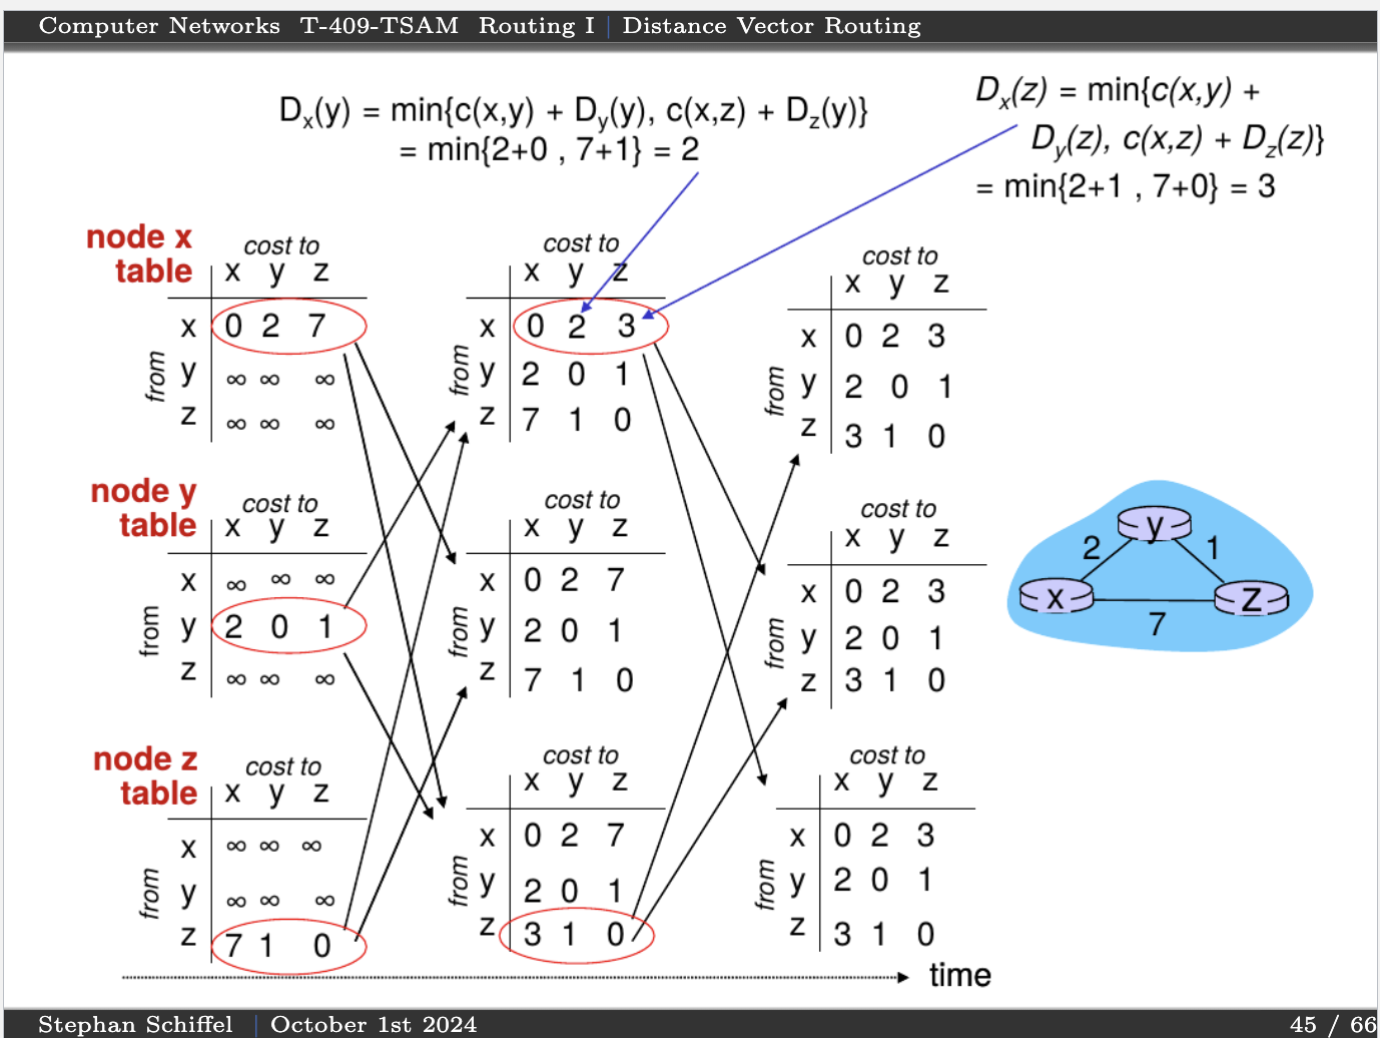 Computer Networks T-409-TSAM Routing I | Distance Vector Routing
Dx(y) = min{c(x,y) + Dy(y), c(x,z) + Dz(y)}
= min{2+0 , 7+1} = 2
Dx(z) = min{c(x,y) +
Dy(z), c(x,z) + Dz(z)}
= min{2+1 , 7+0} = 3
node x
table
cost to
x y z
from
x 0 2 7
y ∞ ∞ ∞
z ∞ ∞ ∞
cost to
x y z
from
x 0 2 3
y 2 0 1
z 7 1 0
cost to
x y z
from
x 0 2 3
y 2 0 1
z 3 1 0
node y
table
cost to
x y z
from
x ∞ ∞ ∞
y 2 0 1
z ∞ ∞ ∞
cost to
x y z
from
x 0 2 7
y 2 0 1
z 7 1 0
cost to
x y z
from
x 0 2 3
y 2 0 1
z 3 1 0
y
2 1
x z
7
node z
table
cost to
x y z
from
x ∞ ∞ ∞
y ∞ ∞ ∞
z 7 1 0
cost to
x y z
from
x 0 2 7
y 2 0 1
z 3 1 0
cost to
x y z
from
x 0 2 3
y 2 0 1
z 3 1 0
time
Stephan Schiffel | October 1st 2024
45 / 66